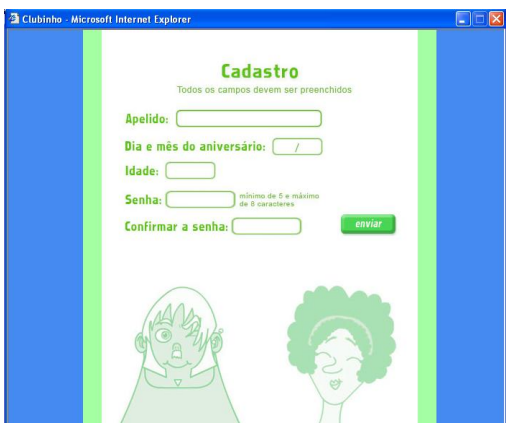 Clubinho - Microsoft Internet Explorer
Cadastro
Todos os campos devem ser preenchidos
Apelido:
Dia e mês do aniversário: /
Idade:
Senha: mínimo de 5 e máximo
de 8 caracteres
Confirmar a senha:
enviar